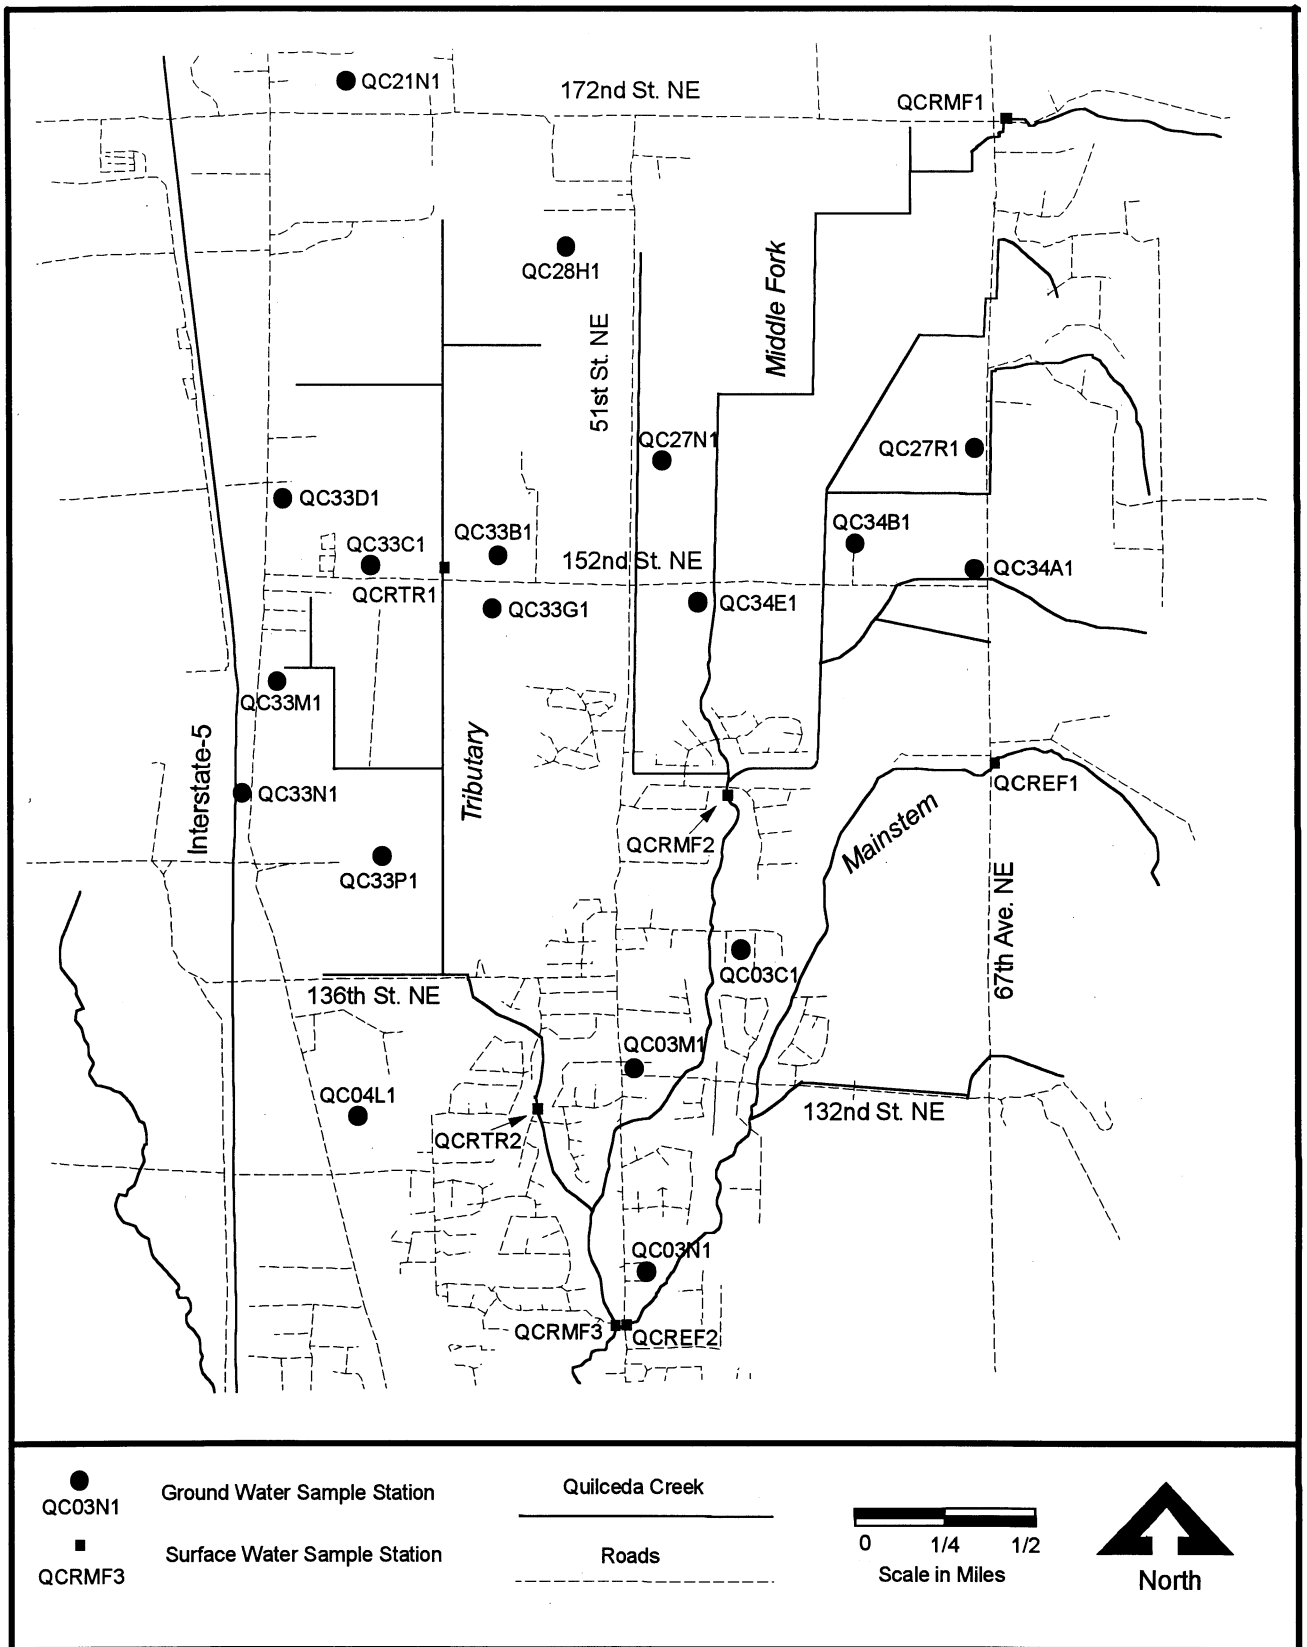 QC21N1
172nd St. NE
QCRMF1
QC28H1
Middle Fork
51st St. NE
QC27N1
QC27R1
QC33D1
QC34B1
QC33B1
QC33C1
152nd St. NE
QC34A1
QCRTR1
QC33G1
QC34E1
QC33M1
Interstate-5
Tributary
QC33N1
QCREF1
Mainstem
QCRMF2
QC33P1
67th Ave. NE
QC03C1
136th St. NE
QC03M1
QC04L1
132nd St. NE
QCRTR2
QC03N1
QCRMF3
QCREF2
QC03N1
Ground Water Sample Station
QCRMF3
Surface Water Sample Station
Quilceda Creek
Roads
0 1/4 1/2
Scale in Miles
North